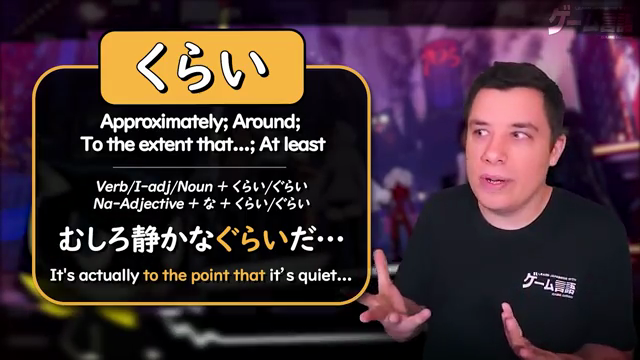 くらい
Approximately; Around;
To the extent that...; At least
Verb/I-adj/Noun + くらい/ぐらい
Na-Adjective + な + くらい/ぐらい
むしろ静かなぐらいだ…
It's actually to the point that it's quiet...
ゲーム言語
ゲーム言語